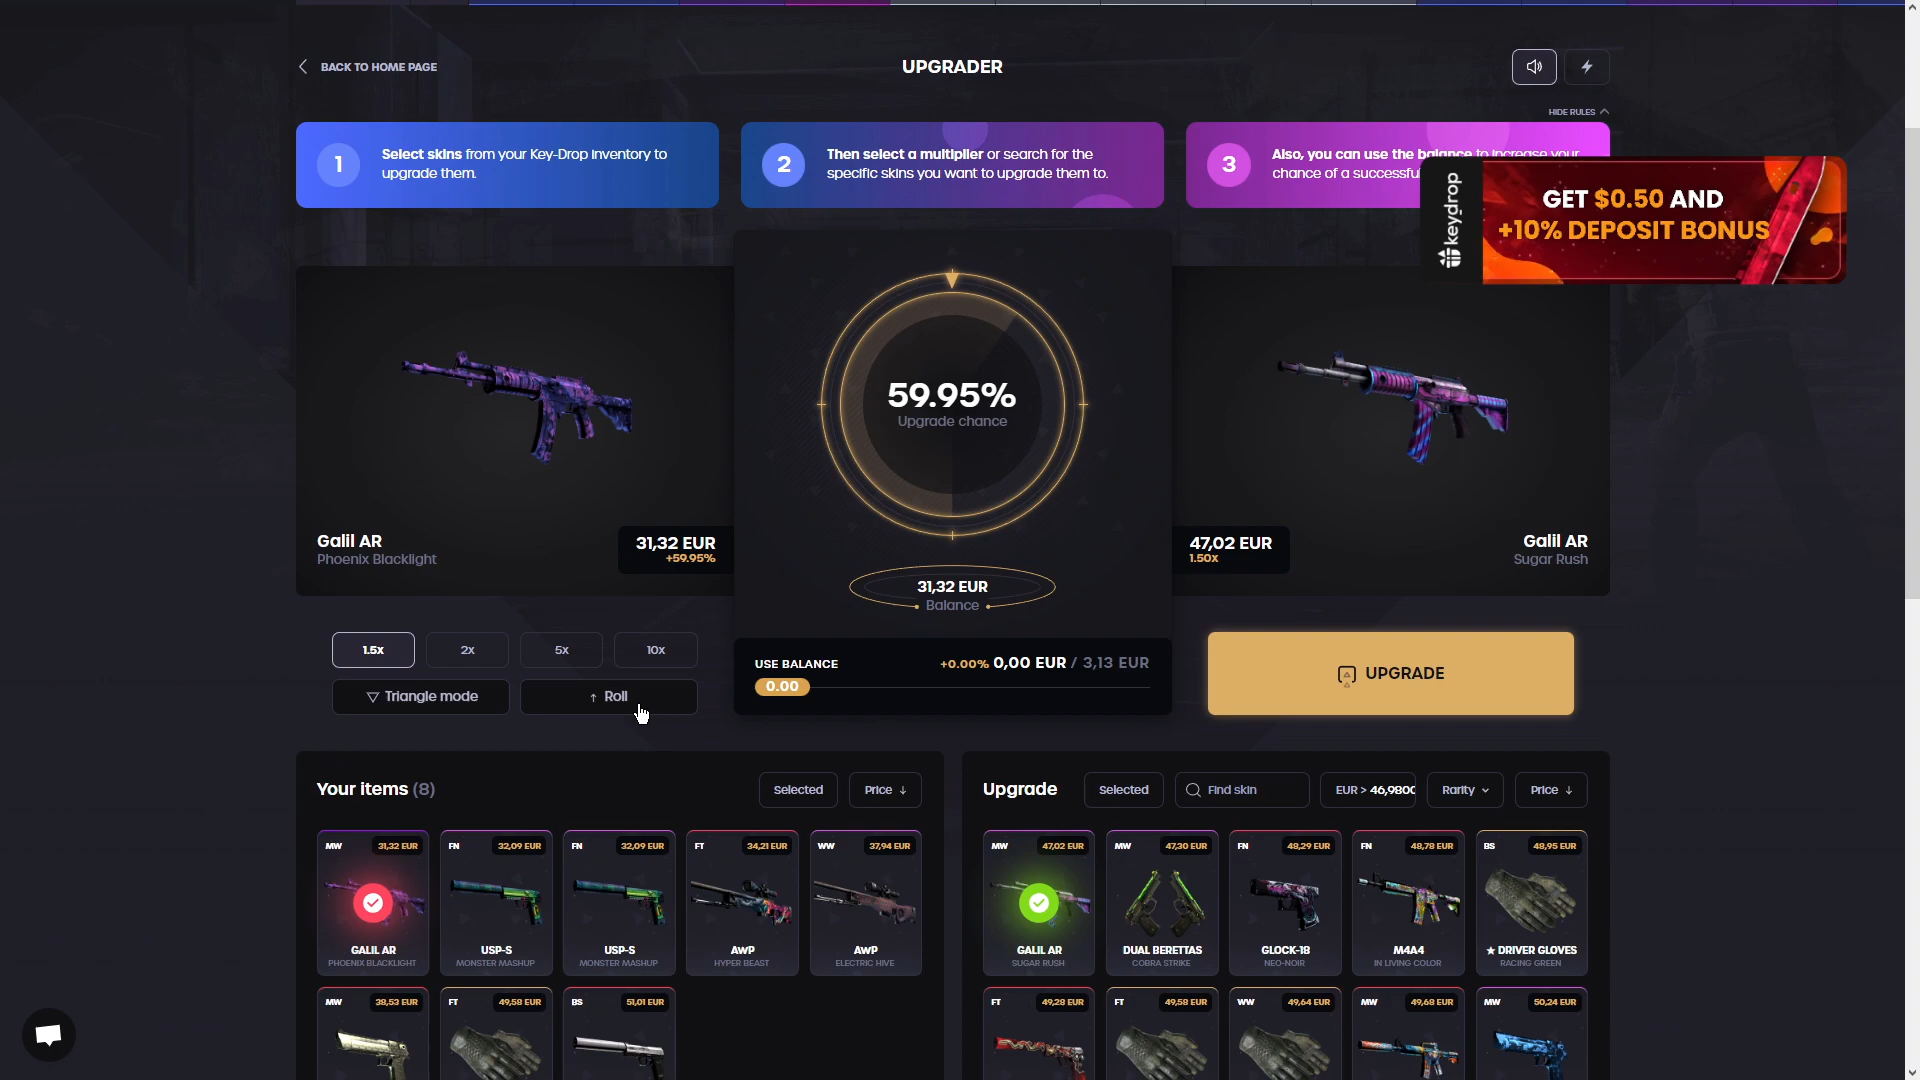 BACK TO HOME PAGE
UPGRADER
HIDE RULES
1
Select skins from your Key-Drop Inventory to
upgrade them.
2
Then select a multiplier or search for the
specific skins you want to upgrade them to.
3
Also, you can use the balance to increase your
chance of a successfu
keydrop
GET $0.50 AND
+10% DEPOSIT BONUS
59.95%
Upgrade chance
Galil AR
Phoenix Blacklight
31,32 EUR
+59.95%
47,02 EUR
1.50x
Galil AR
Sugar Rush
31,32 EUR
Balance
1.5x
2x
5x
10x
Triangle mode
↑ Roll
USE BALANCE
+0.00% 0,00 EUR / 3,13 EUR
0.00
UPGRADE
Your items (8)
Selected
Price ↓
Upgrade
Selected
Find skin
EUR > 46,9800
Rarity
Price ↓
MW 31,32 EUR
GALIL AR
PHOENIX BLACKLIGHT
FN 32,09 EUR
USP-S
MONSTER MASHUP
FN 32,09 EUR
USP-S
MONSTER MASHUP
FT 34,21 EUR
AWP
HYPER BEAST
WW 37,94 EUR
AWP
ELECTRIC HIVE
MW 47,02 EUR
GALIL AR
SUGAR RUSH
MW 47,30 EUR
DUAL BERETTAS
COBRA STRIKE
FN 48,29 EUR
GLOCK-18
NEO-NOIR
FN 48,78 EUR
M4A4
IN LIVING COLOR
BS 48,95 EUR
★ DRIVER GLOVES
RACING GREEN
MW 38,53 EUR
FT 49,58 EUR
BS 51,01 EUR
FT 49,28 EUR
FT 49,58 EUR
WW 49,64 EUR
MW 49,68 EUR
MW 50,24 EUR